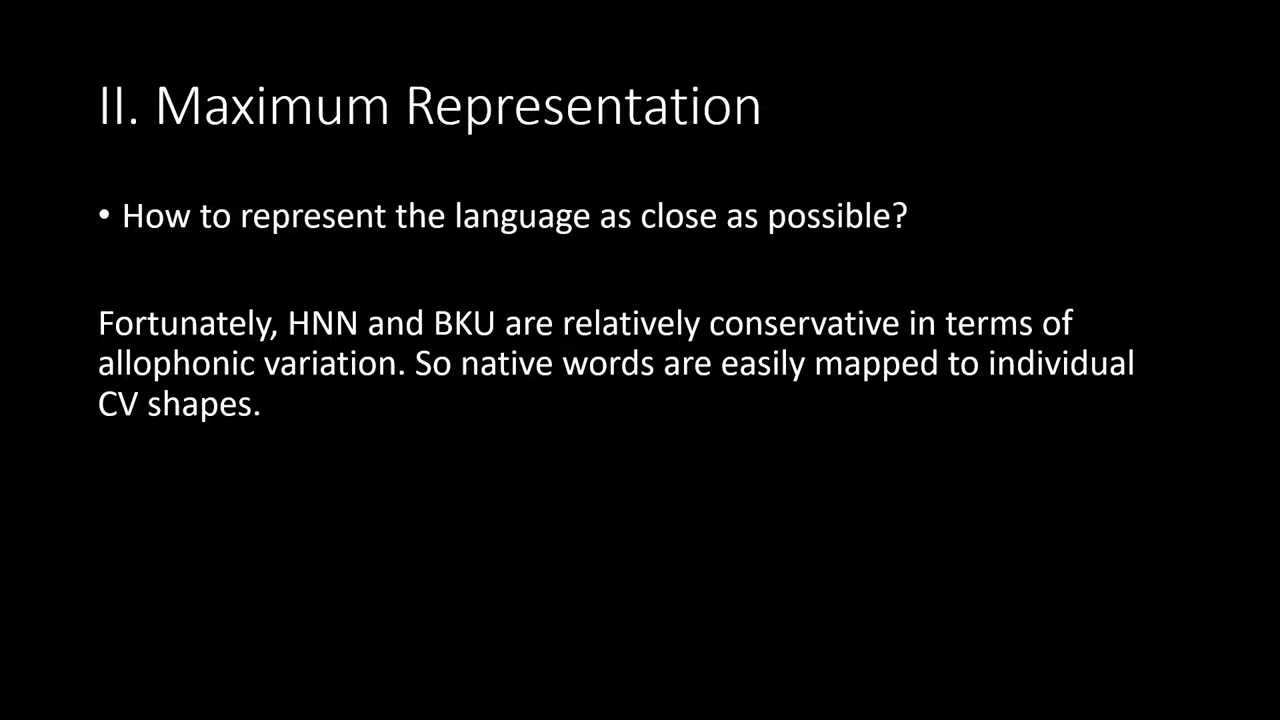 II. Maximum Representation
• How to represent the language as close as possible?
Fortunately, HNN and BKU are relatively conservative in terms of
allophonic variation. So native words are easily mapped to individual
CV shapes.